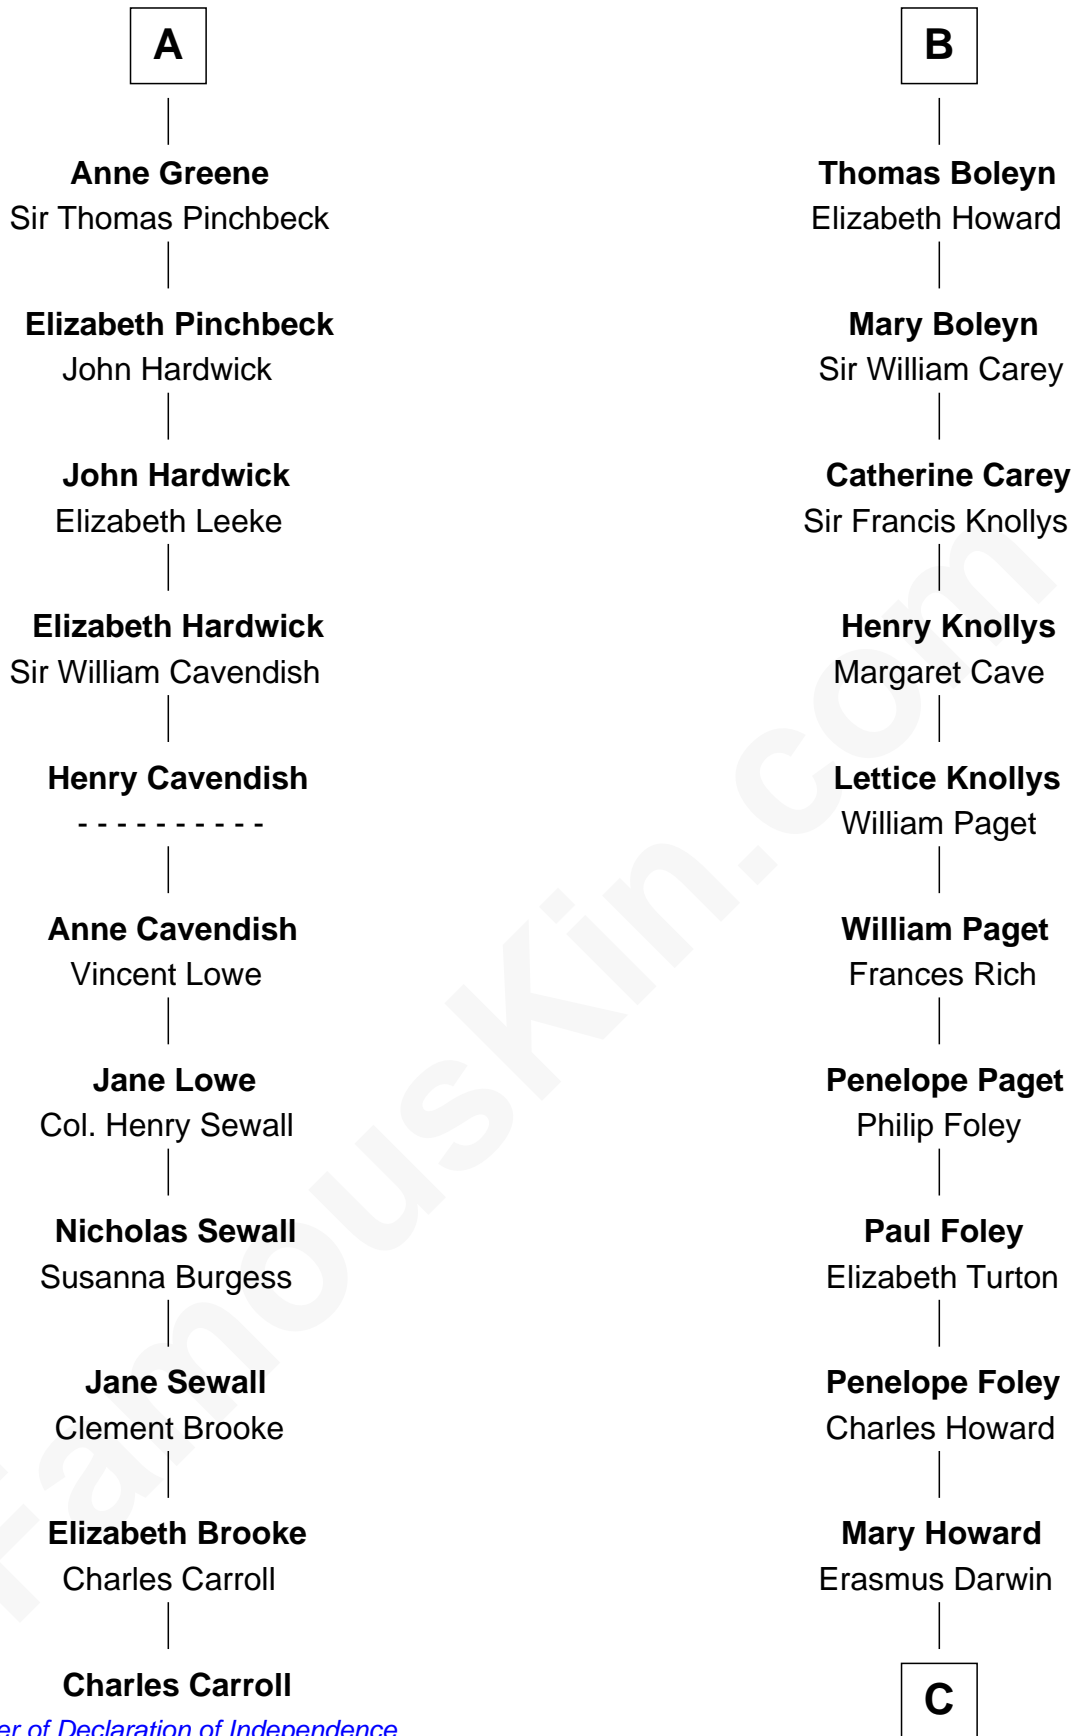 A
Anne Greene
Sir Thomas Pinchbeck
Elizabeth Pinchbeck
John Hardwick
John Hardwick
Elizabeth Leeke
Elizabeth Hardwick
Sir William Cavendish
Henry Cavendish
- - - - - - - - - -
Anne Cavendish
Vincent Lowe
Jane Lowe
Col. Henry Sewall
Nicholas Sewall
Susanna Burgess
Jane Sewall
Clement Brooke
Elizabeth Brooke
Charles Carroll
Charles Carroll
er of Declaration of Independence
B
Thomas Boleyn
Elizabeth Howard
Mary Boleyn
Sir William Carey
Catherine Carey
Sir Francis Knollys
Henry Knollys
Margaret Cave
Lettice Knollys
William Paget
William Paget
Frances Rich
Penelope Paget
Philip Foley
Paul Foley
Elizabeth Turton
Penelope Foley
Charles Howard
Mary Howard
Erasmus Darwin
C
FamousKin.com